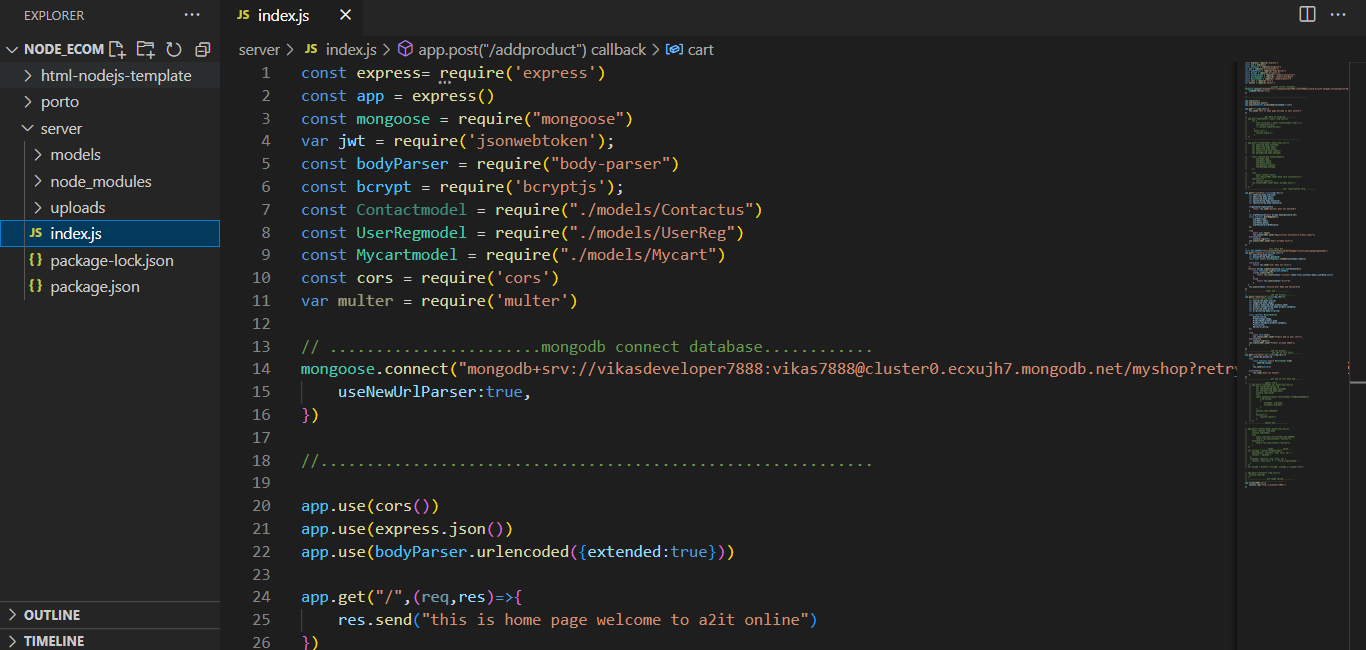 EXPLORER
NODE_ECOM
html-nodejs-template
porto
server
models
node_modules
uploads
JS index.js
{} package-lock.json
{} package.json
OUTLINE
TIMELINE
JS index.js
server > JS index.js > app.post("/addproduct") callback > cart
1 const express= require('express')
2 const app = express()
3 const mongoose = require("mongoose")
4 var jwt = require('jsonwebtoken');
5 const bodyParser = require("body-parser")
6 const bcrypt = require('bcryptjs');
7 const Contactmodel = require("./models/Contactus")
8 const UserRegmodel = require("./models/UserReg")
9 const Mycartmodel = require("./models/Mycart")
10 const cors = require('cors')
11 var multer = require('multer')
12
13 // .......................mongodb connect database............
14 mongoose.connect("mongodb+srv://vikasdeveloper7888:vikas7888@cluster0.ecxujh7.mongodb.net/myshop?retry
15 useNewUrlParser:true,
16 })
17
18 //............................................................
19
20 app.use(cors())
21 app.use(express.json())
22 app.use(bodyParser.urlencoded({extended:true}))
23
24 app.get("/",(req,res)=>{
25 res.send("this is home page welcome to a2it online")
26 })